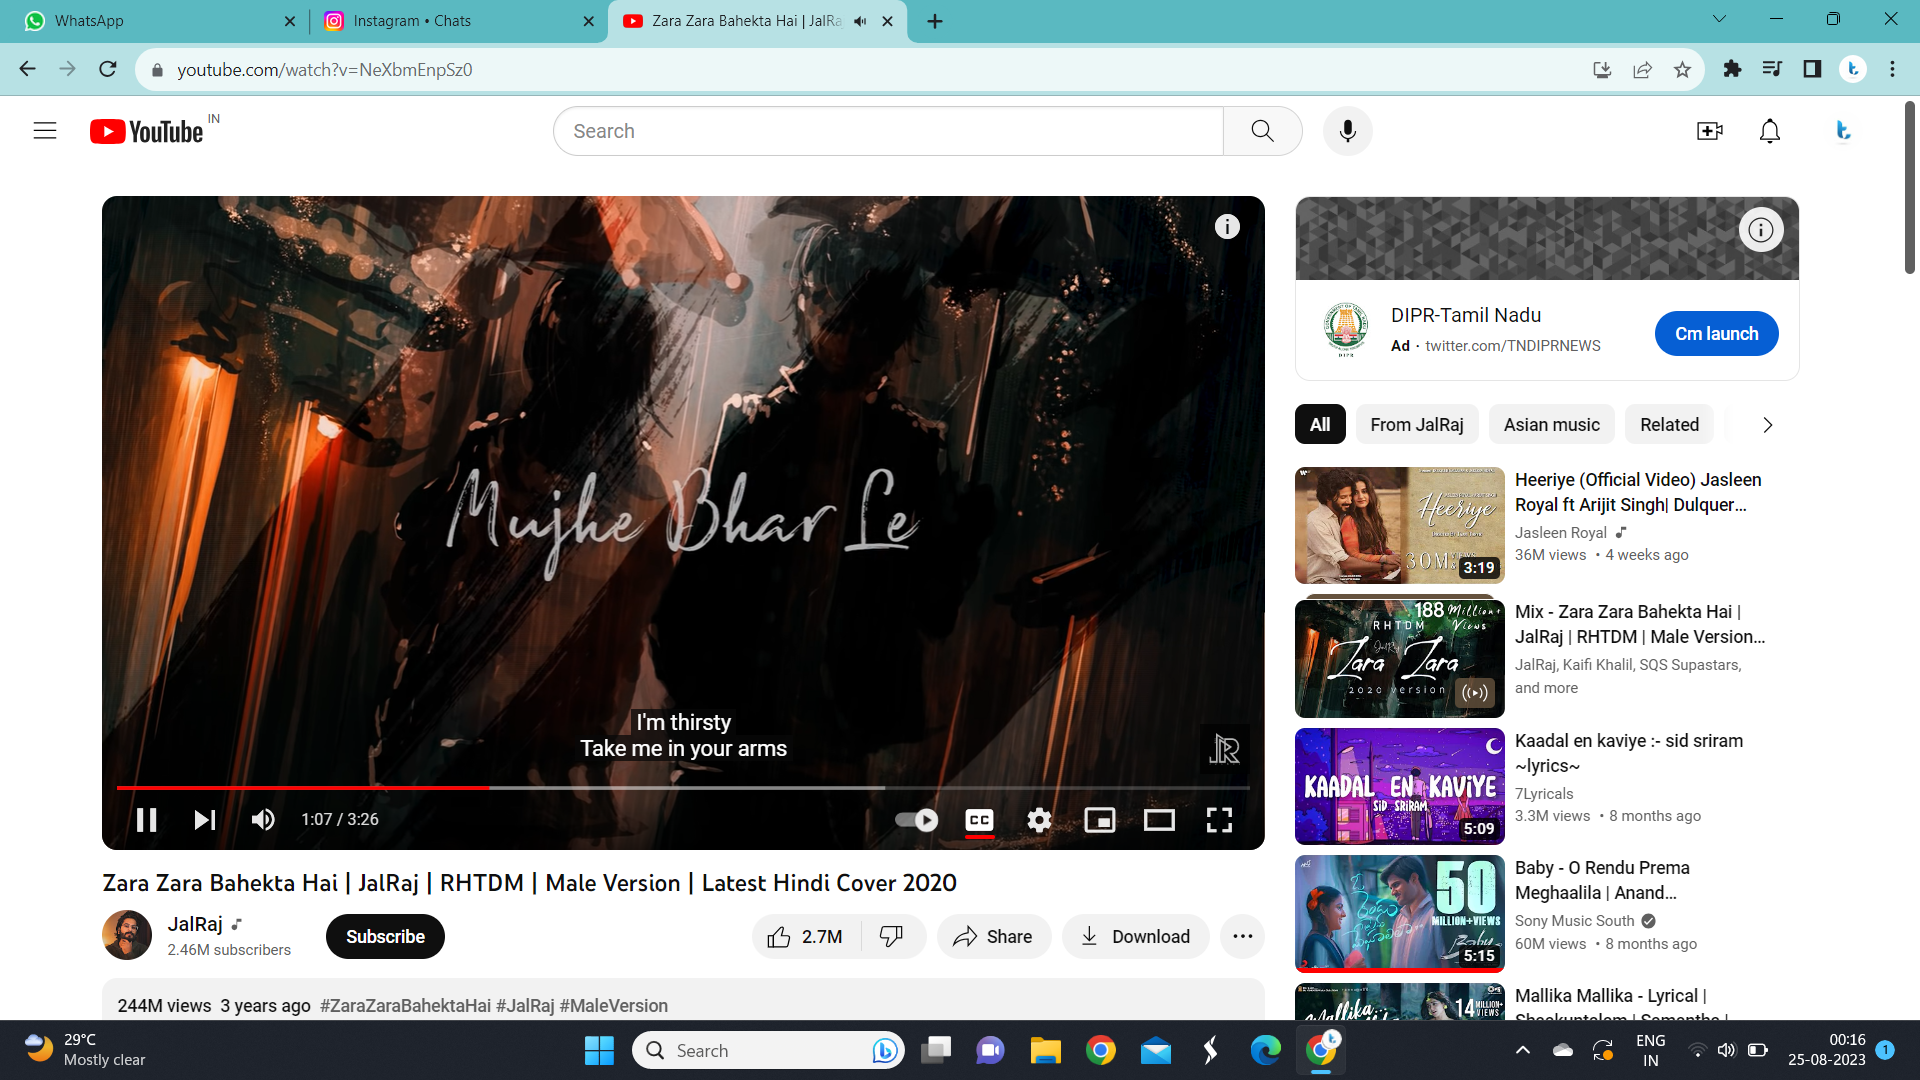 WhatsApp
Instagram • Chats
Zara Zara Bahekta Hai | JalRa
youtube.com/watch?v=NeXbmEnpSz0
YouTube IN
Search
Mujhe Bhar Le
I'm thirsty
Take me in your arms
JR
1:07 / 3:26
CC
Zara Zara Bahekta Hai | JalRaj | RHTDM | Male Version | Latest Hindi Cover 2020
JalRaj
2.46M subscribers
Subscribe
2.7M
Share
Download
244M views 3 years ago #ZaraZaraBahektaHai #JalRaj #MaleVersion
DIPR-Tamil Nadu
Ad · twitter.com/TNDIPRNEWS
Cm launch
All
From JalRaj
Asian music
Related
Heeriye
30M
3:19
Heeriye (Official Video) Jasleen
Royal ft Arijit Singh| Dulquer...
Jasleen Royal
36M views • 4 weeks ago
188 Million+
Views
RHTDM
JalRaj
Zara Zara
2020 version
Mix - Zara Zara Bahekta Hai |
JalRaj | RHTDM | Male Version...
JalRaj, Kaifi Khalil, SQS Supastars,
and more
KAADAL EN KAVIYE
SID SRIRAM
5:09
Kaadal en kaviye :- sid sriram
~lyrics~
7Lyricals
3.3M views • 8 months ago
50
MILLION+VIEWS
Baby
5:15
Baby - O Rendu Prema
Meghaalila | Anand...
Sony Music South
60M views • 8 months ago
Mallika..
14 MILLION+
VIEWS
Mallika Mallika - Lyrical |
Shaakuntalam | Samantha |
29°C
Mostly clear
Search
ENG
IN
00:16
25-08-2023
1